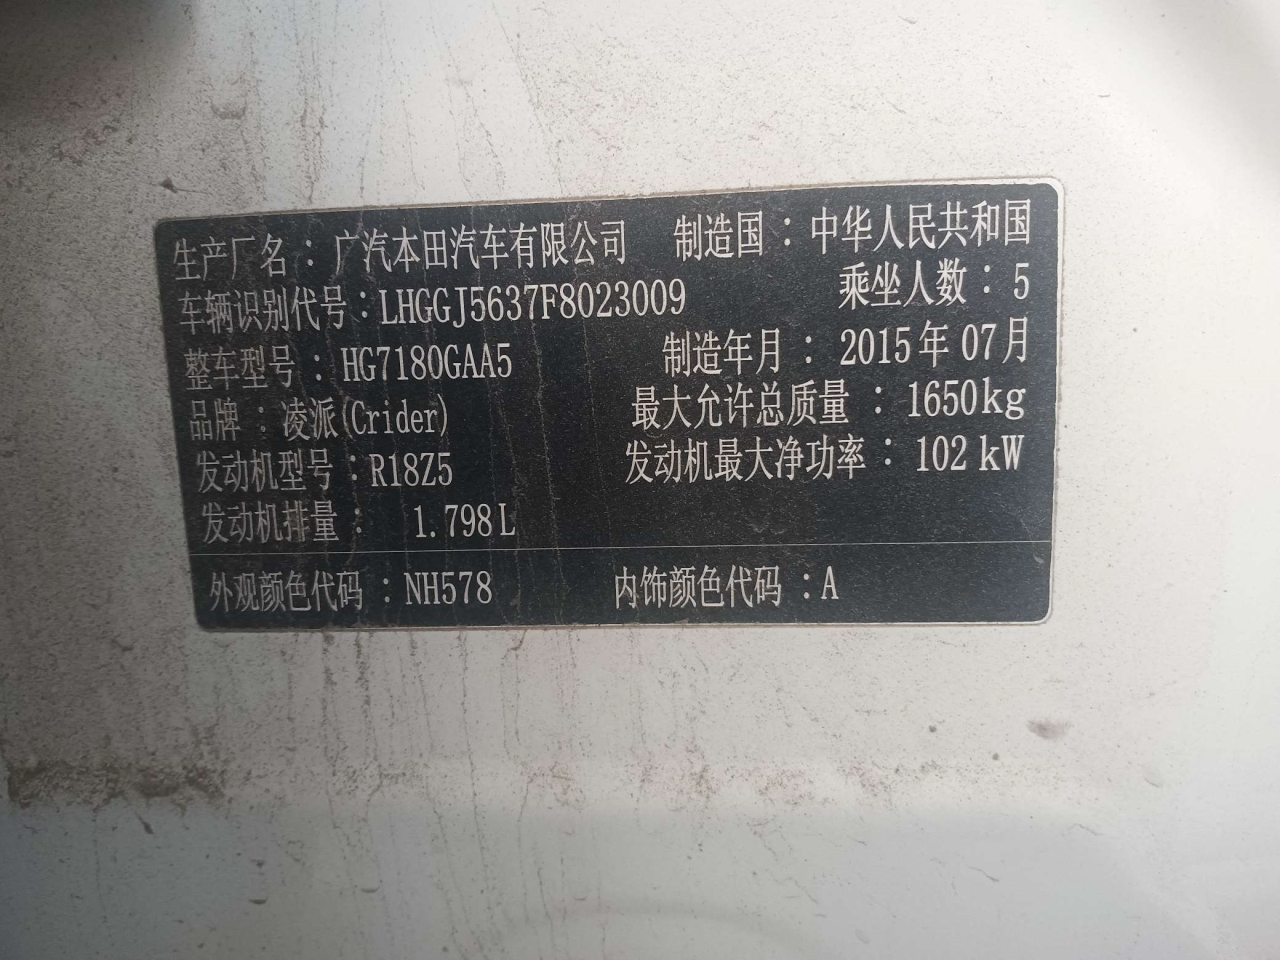 生产厂名：广汽本田汽车有限公司 制造国：中华人民共和国
车辆识别代号：LHGGJ5637F8023009 乘坐人数：5
整车型号：HG7180GAA5 制造年月：2015年07月
品牌：凌派(Crider) 最大允许总质量：1650kg
发动机型号：R18Z5 发动机最大净功率：102 kW
发动机排量： 1.798L
外观颜色代码：NH578 内饰颜色代码：A